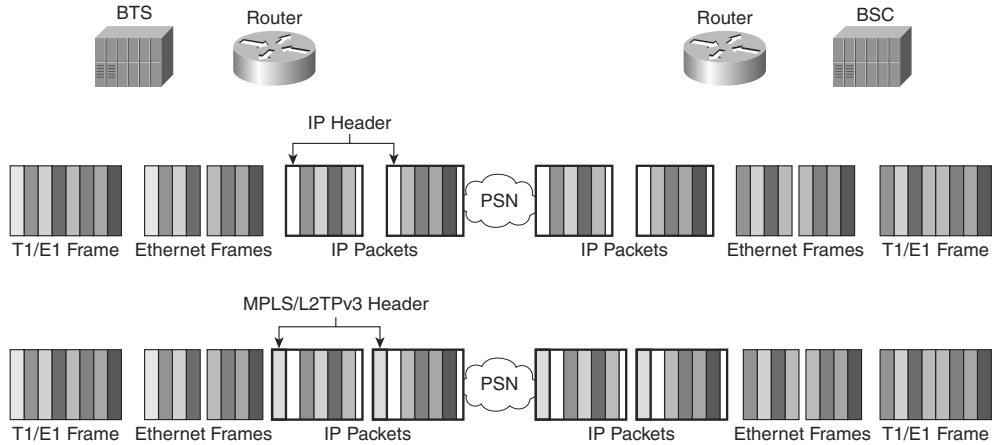 BTS
Router
Router
BSC
IP Header
PSN
T1/E1 Frame
Ethernet Frames
IP Packets
IP Packets
Ethernet Frames
T1/E1 Frame
MPLS/L2TPv3 Header
PSN
T1/E1 Frame
Ethernet Frames
IP Packets
IP Packets
Ethernet Frames
T1/E1 Frame